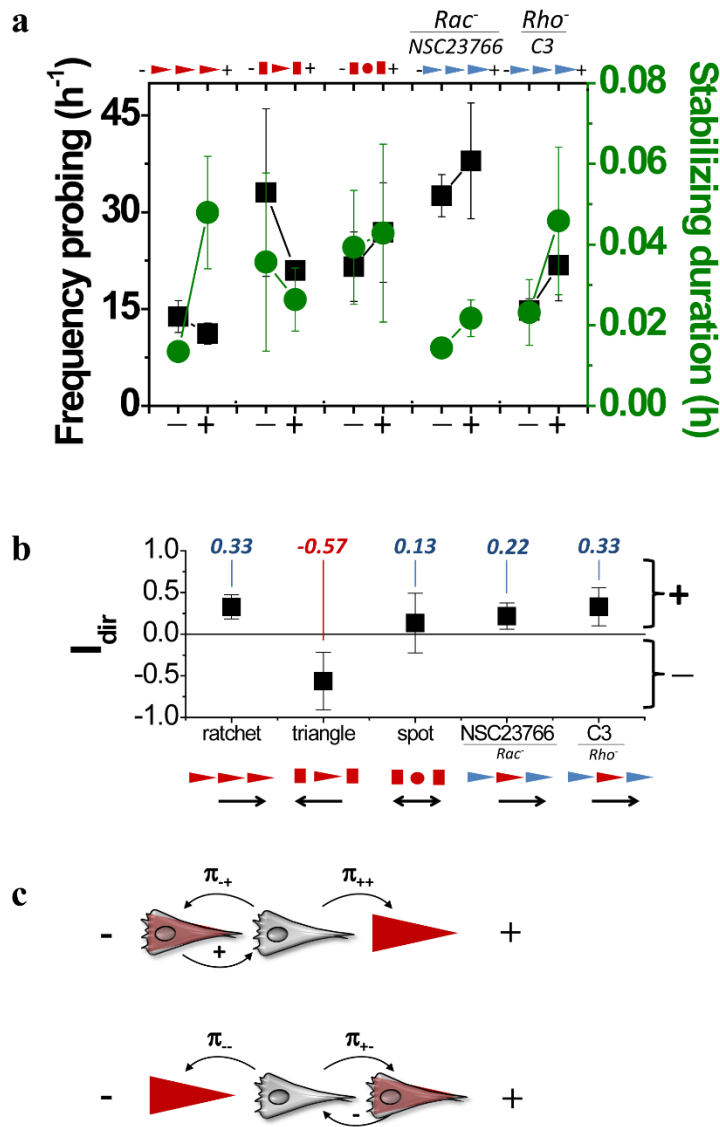 a
Rac- Rho-
NSC23766 C3
- + - + - + - + - +
Frequency probing (h-1)
45
30
15
0
Stabilizing duration (h)
0.08
0.06
0.04
0.02
0.00
— + — + — + — + — +
b
0.33 -0.57 0.13 0.22 0.33
Idir
1.0
0.5
0.0
-0.5
-1.0
+
—
ratchet triangle spot NSC23766 C3
Rac- Rho-
c
π-+ π++
- + +
π-- π+-
- - +